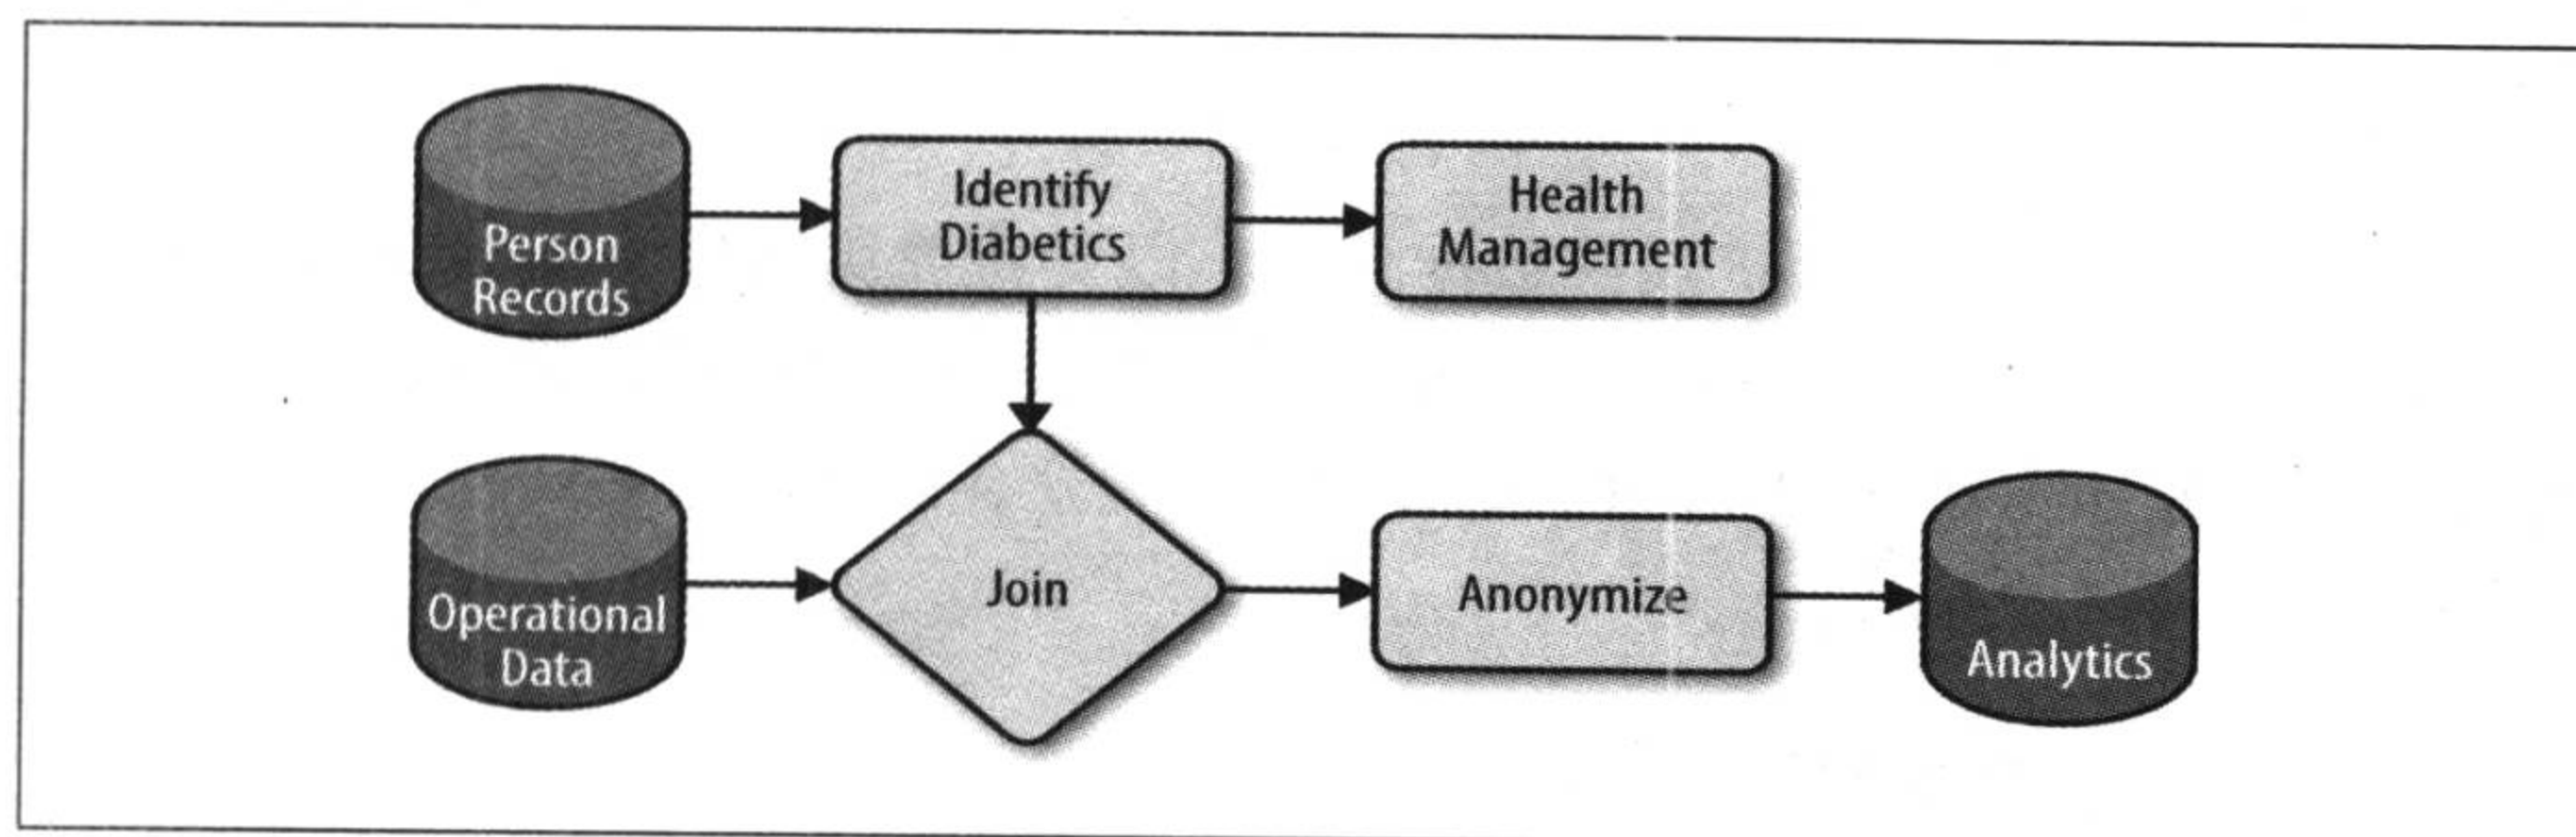 Person
Records
Identify
Diabetics
Health
Management
Operational
Data
Join
Anonymize
Analytics